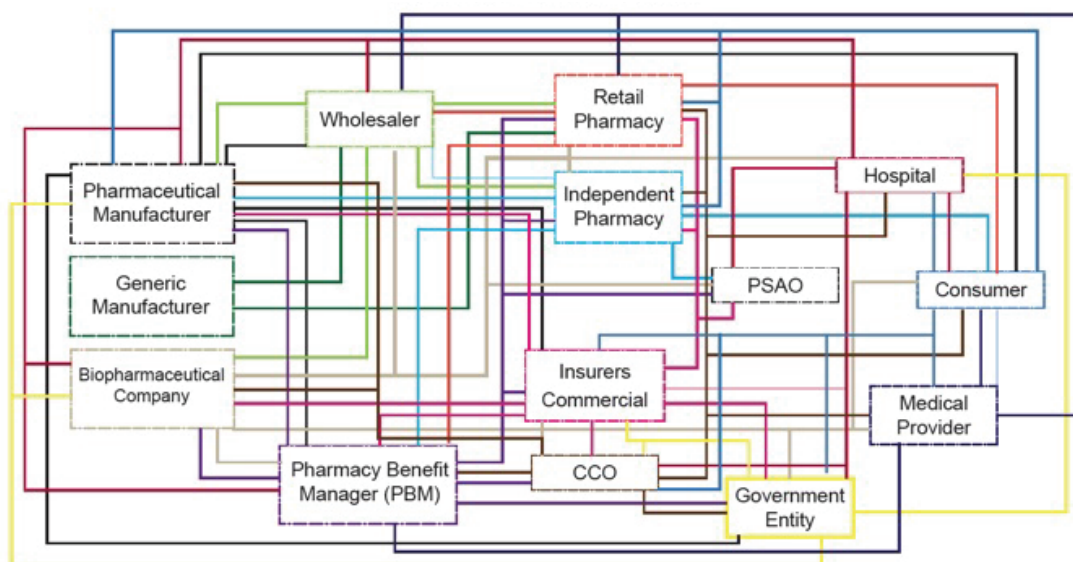 Wholesaler
Retail
Pharmacy
Pharmaceutical
Manufacturer
Independent
Pharmacy
Hospital
Generic
Manufacturer
PSAO
Consumer
Biopharmaceutical
Company
Insurers
Commercial
Medical
Provider
Pharmacy Benefit
Manager (PBM)
CCO
Government
Entity